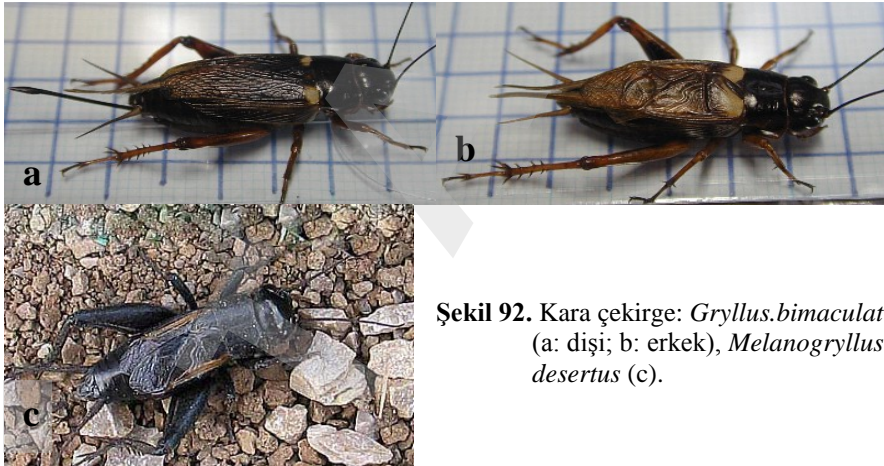 a
b
c
Şekil 92. Kara çekirge: Gryllus.bimaculat
(a: dişi; b: erkek), Melanogryllus
desertus (c).